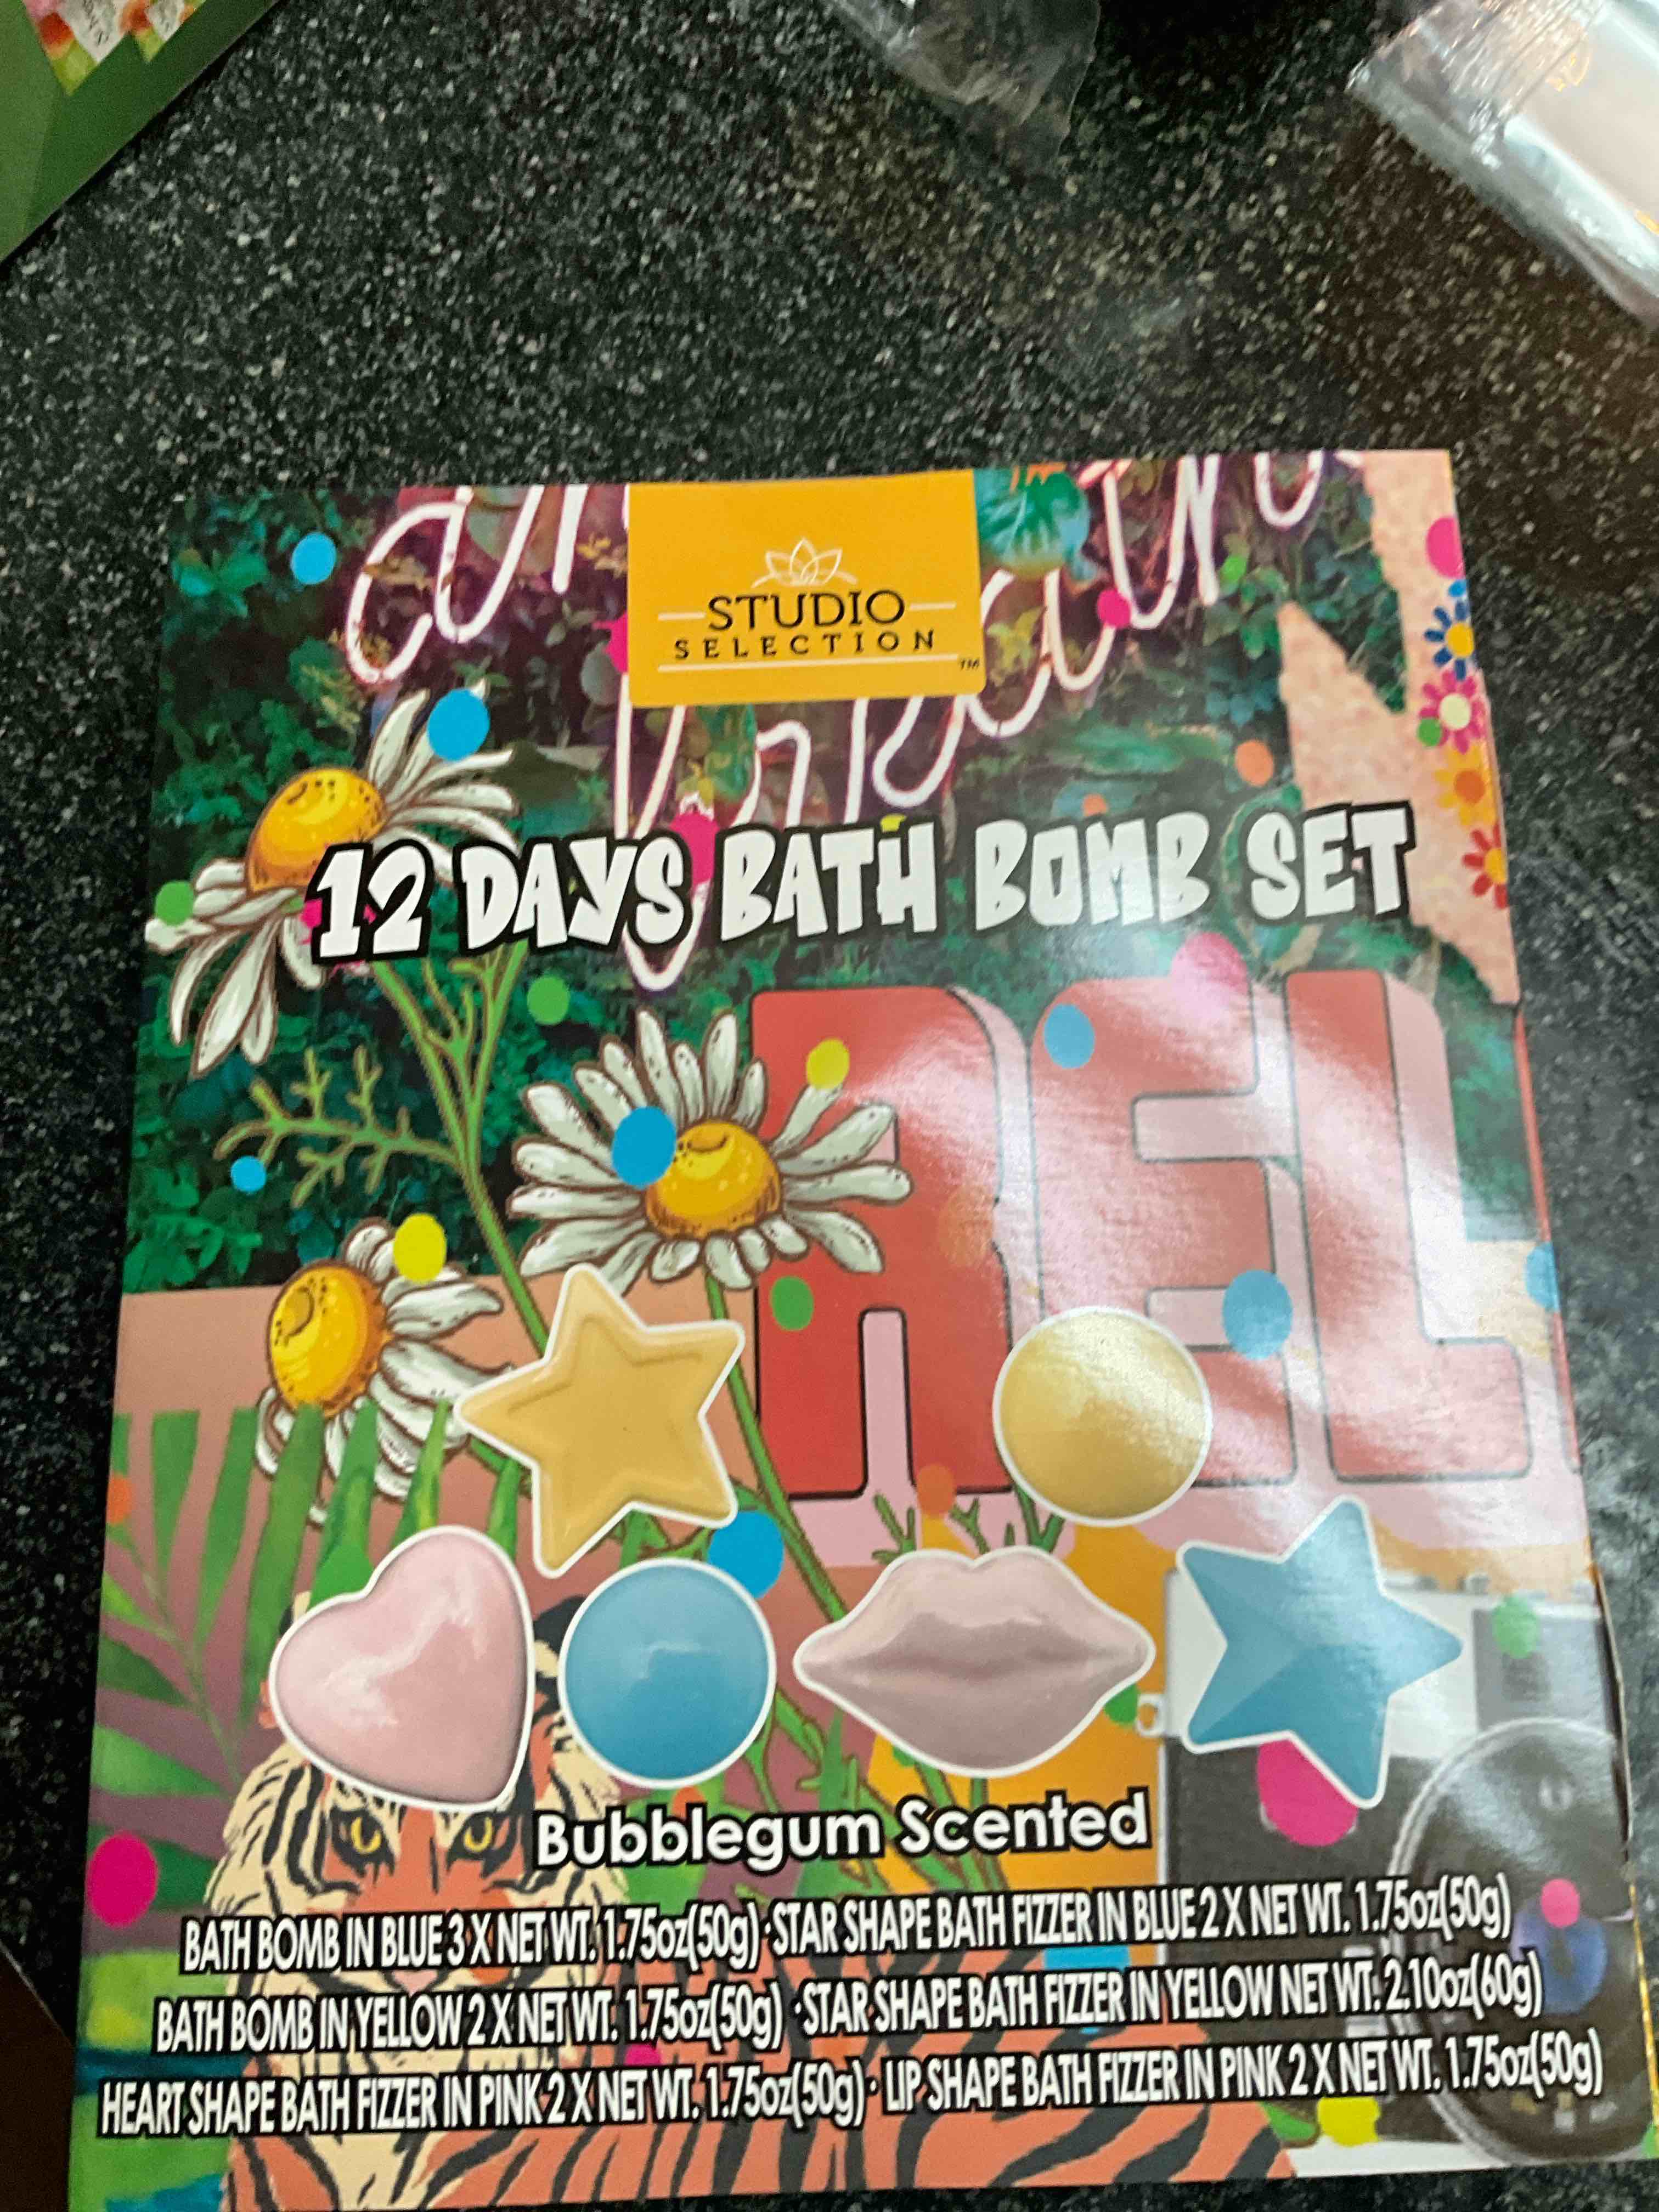 STUDIO
SELECTION
TM
12 DAYS BATH BOMB SET
REL
Bubblegum Scented
BATH BOMB IN BLUE 3 X NET WT. 1.75oz(50g) · STAR SHAPE BATH FIZZER IN BLUE 2 X NET WT. 1.75oz(50g)
BATH BOMB IN YELLOW 2 X NET WT. 1.75oz(50g) · STAR SHAPE BATH FIZZER IN YELLOW NET WT. 2.10oz(60g)
HEART SHAPE BATH FIZZER IN PINK 2 X NET WT. 1.75oz(50g) · LIP SHAPE BATH FIZZER IN PINK 2 X NET WT. 1.75oz(50g)